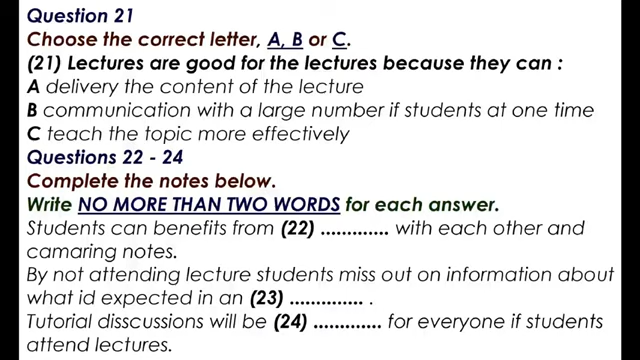 Question 21
Choose the correct letter, A, B or C.
(21) Lectures are good for the lectures because they can :
A delivery the content of the lecture
B communication with a large number if students at one time
C teach the topic more effectively
Questions 22 - 24
Complete the notes below.
Write NO MORE THAN TWO WORDS for each answer.
Students can benefits from (22) ............. with each other and
camaring notes.
By not attending lecture students miss out on information about
what id expected in an (23) .............. .
Tutorial disscussions will be (24) ............. for everyone if students
attend lectures.